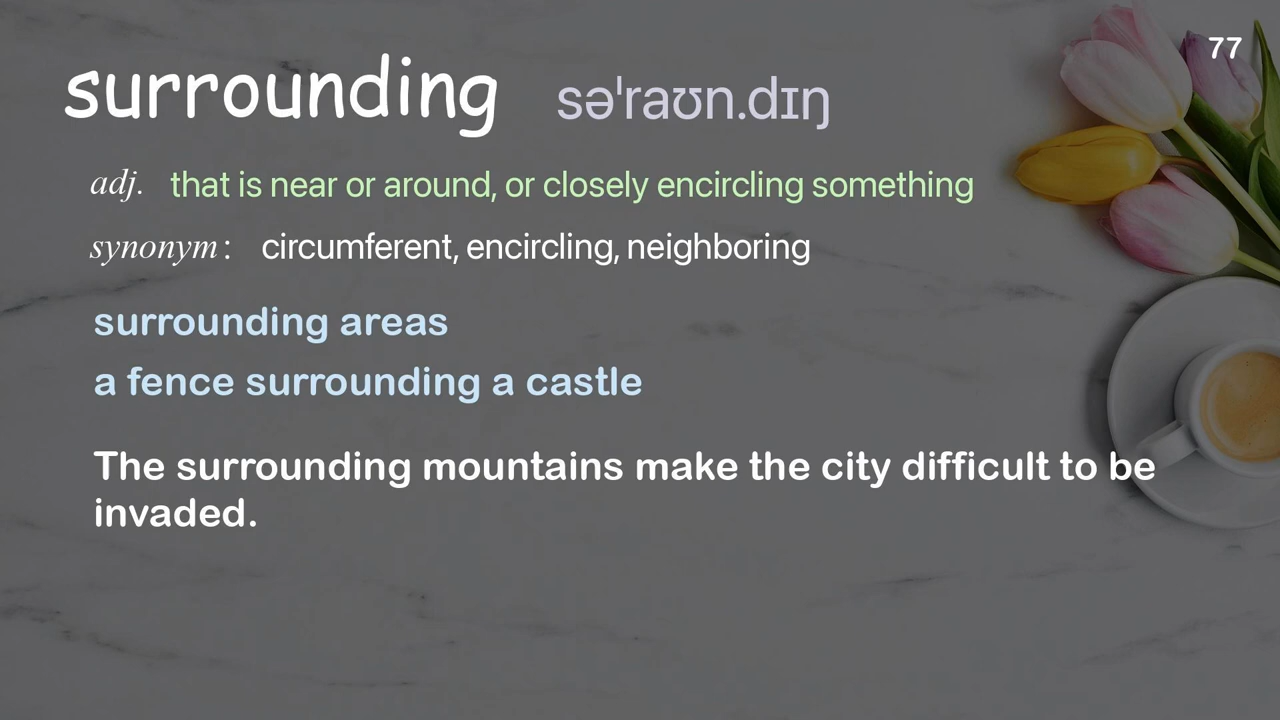 77
surrounding səˈraʊn.dɪŋ
adj. that is near or around, or closely encircling something
synonym: circumferent, encircling, neighboring
surrounding areas
a fence surrounding a castle
The surrounding mountains make the city difficult to be
invaded.